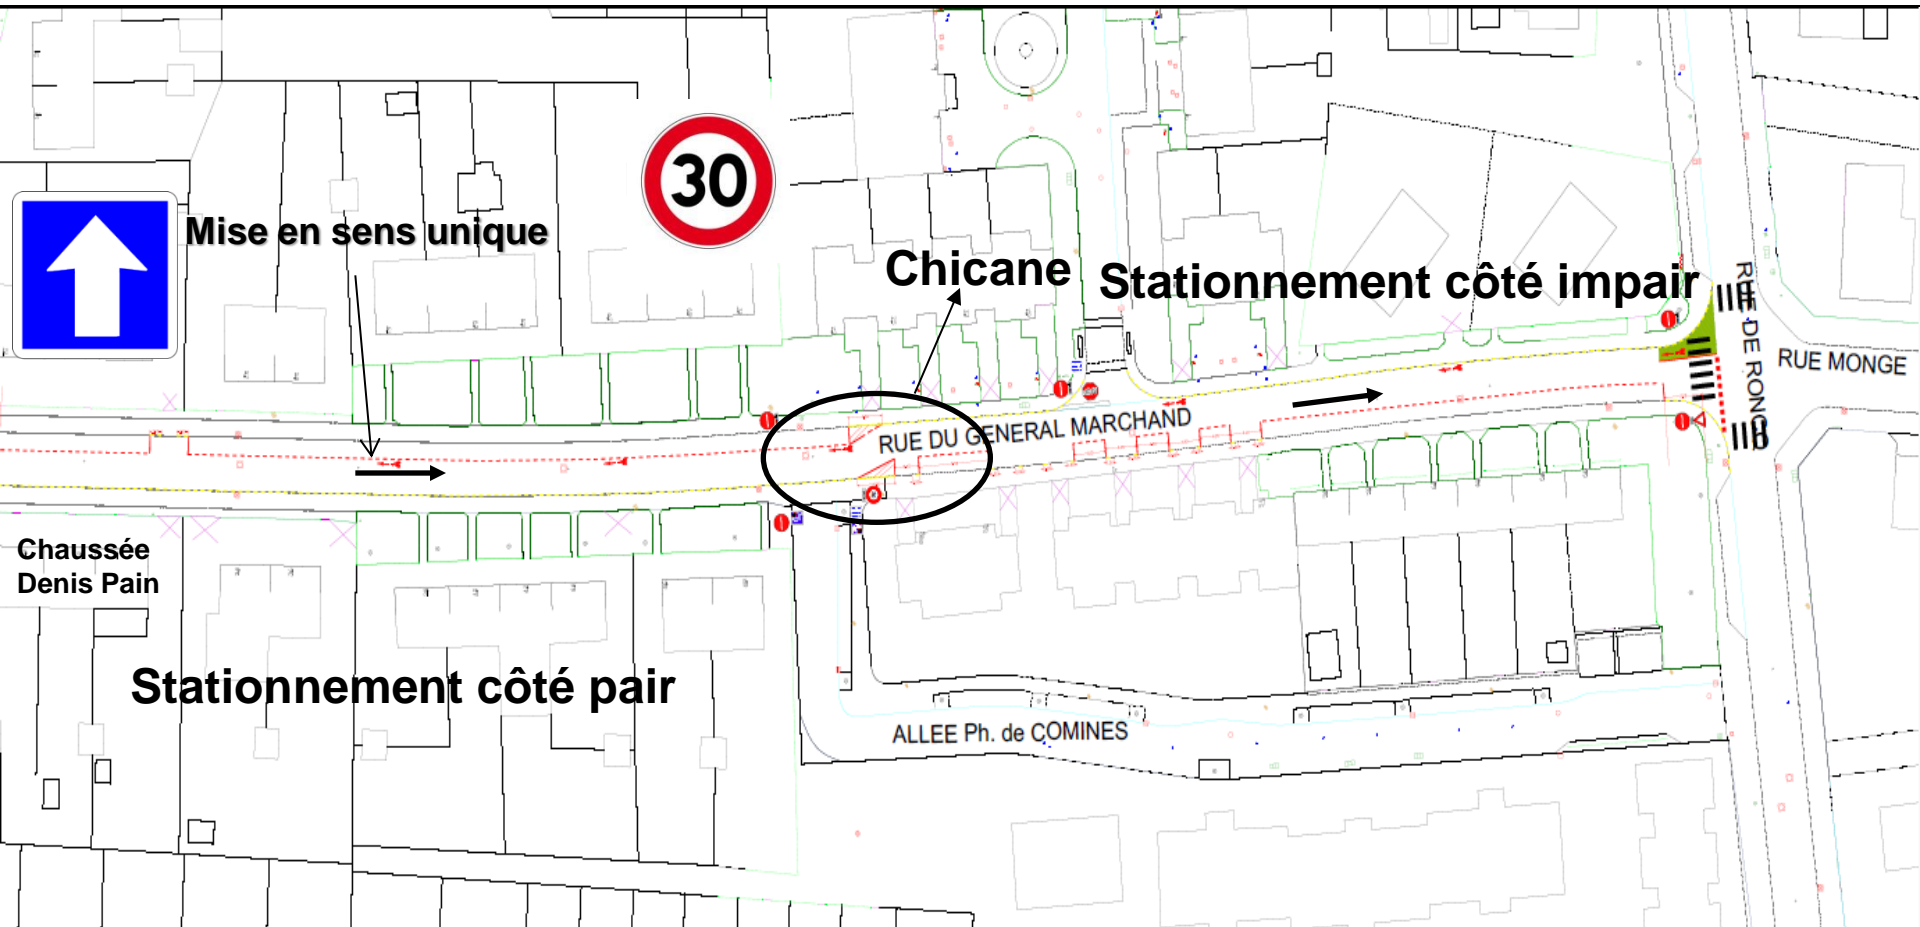 30
Mise en sens unique
Chicane
Stationnement côté impair
RUE DE RONC
RUE MONGE
RUE DU GENERAL MARCHAND
Chaussée
Denis Pain
Stationnement côté pair
ALLEE Ph. de COMINES